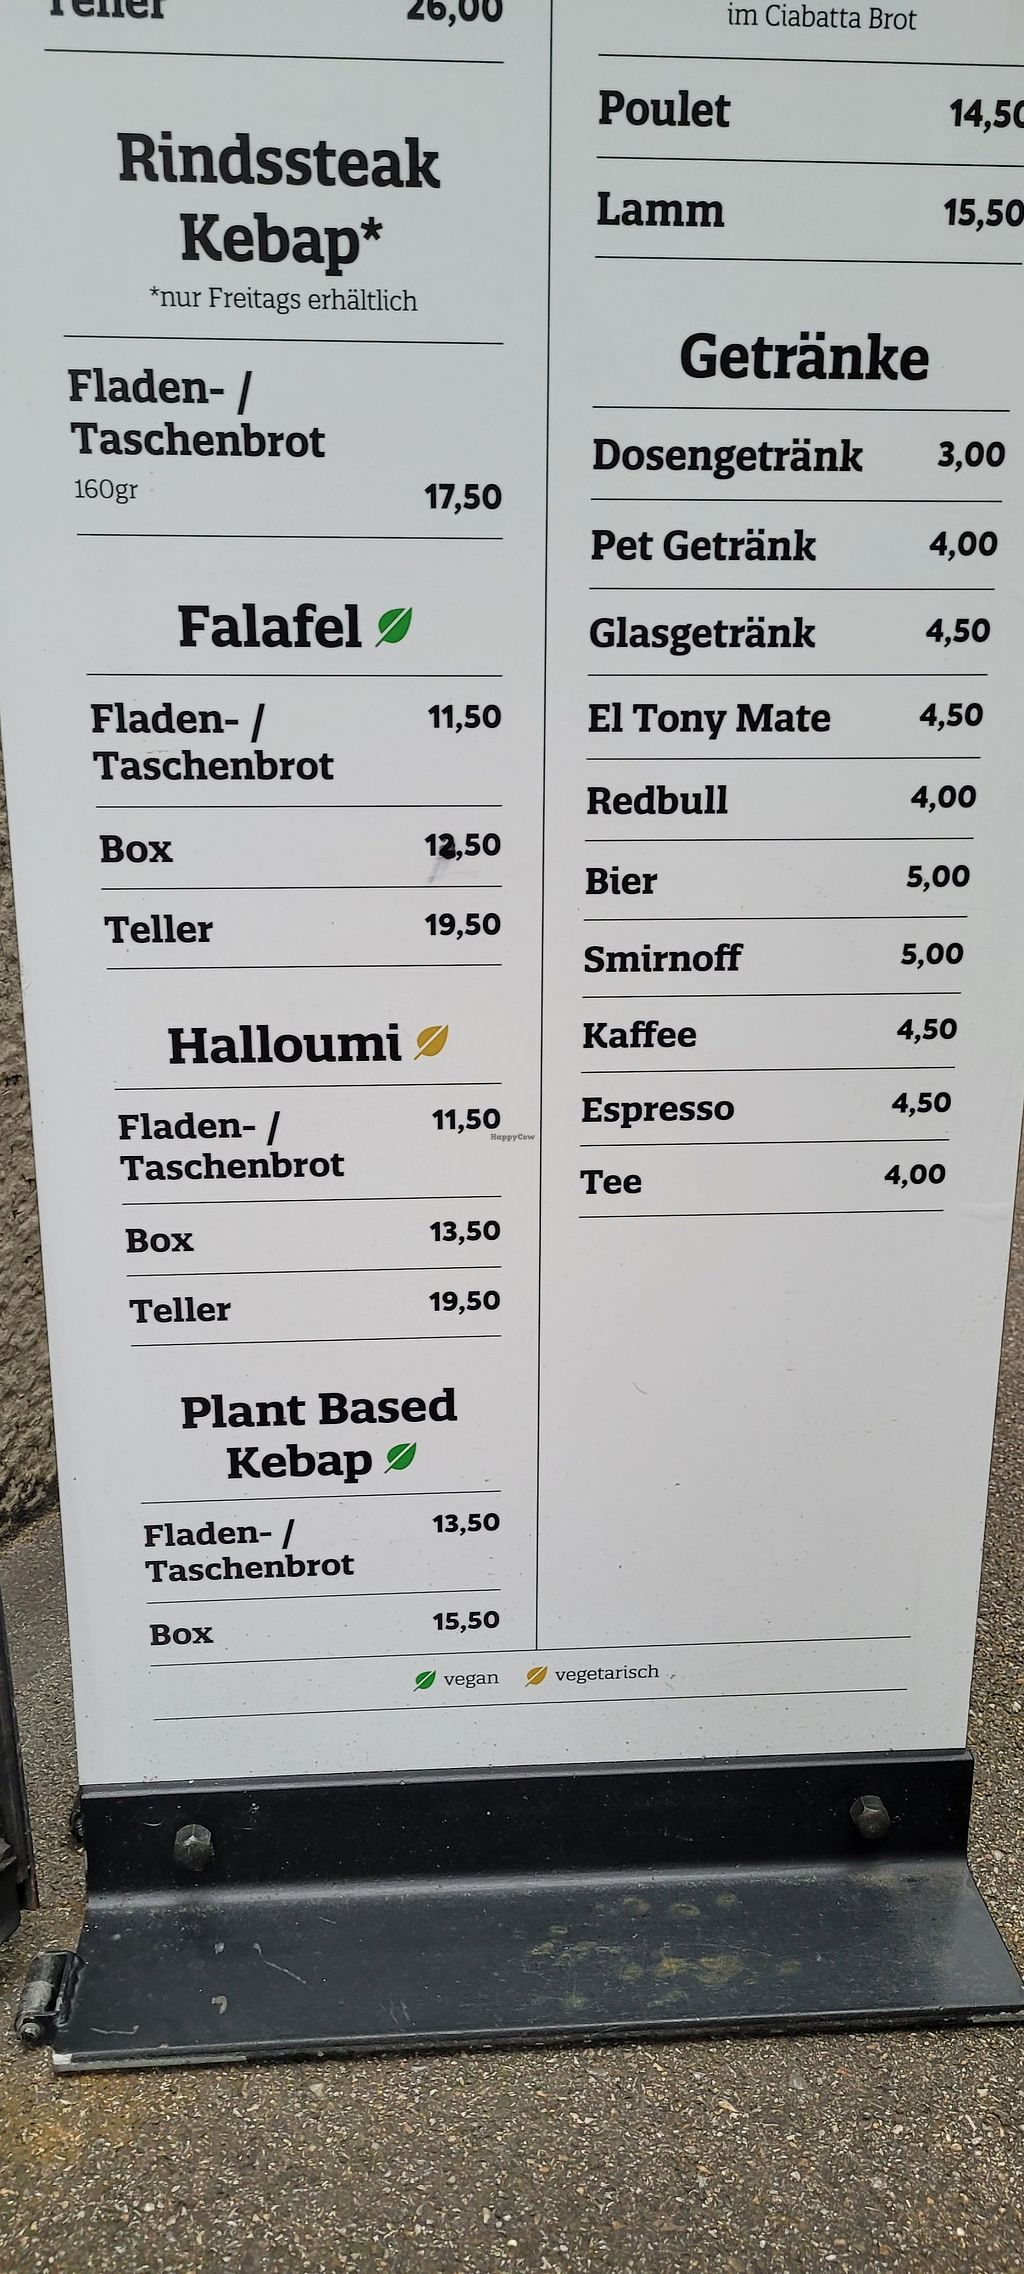 Teller 26,00
Rindssteak
Kebap*
*nur Freitags erhältlich
Fladen- /
Taschenbrot
160gr 17,50
Falafel
Fladen- / 11,50
Taschenbrot
Box 12,50
Teller 19,50
Halloumi
Fladen- / 11,50
Taschenbrot
Box 13,50
Teller 19,50
Plant Based
Kebap
Fladen- / 13,50
Taschenbrot
Box 15,50
im Ciabatta Brot
Poulet 14,50
Lamm 15,50
Getränke
Dosengetränk 3,00
Pet Getränk 4,00
Glasgetränk 4,50
El Tony Mate 4,50
Redbull 4,00
Bier 5,00
Smirnoff 5,00
Kaffee 4,50
Espresso 4,50
Tee 4,00
vegan vegetarisch
HappyCow